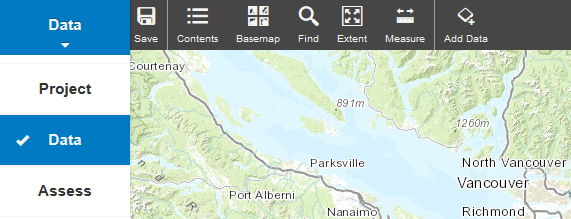 Data
Save Contents Basemap Find Extent Measure Add Data
Project
Data
Assess
Courtenay
891m
1260m
Parksville
North Vancouver
Port Alberni
Vancouver
Nanaimo
Richmond